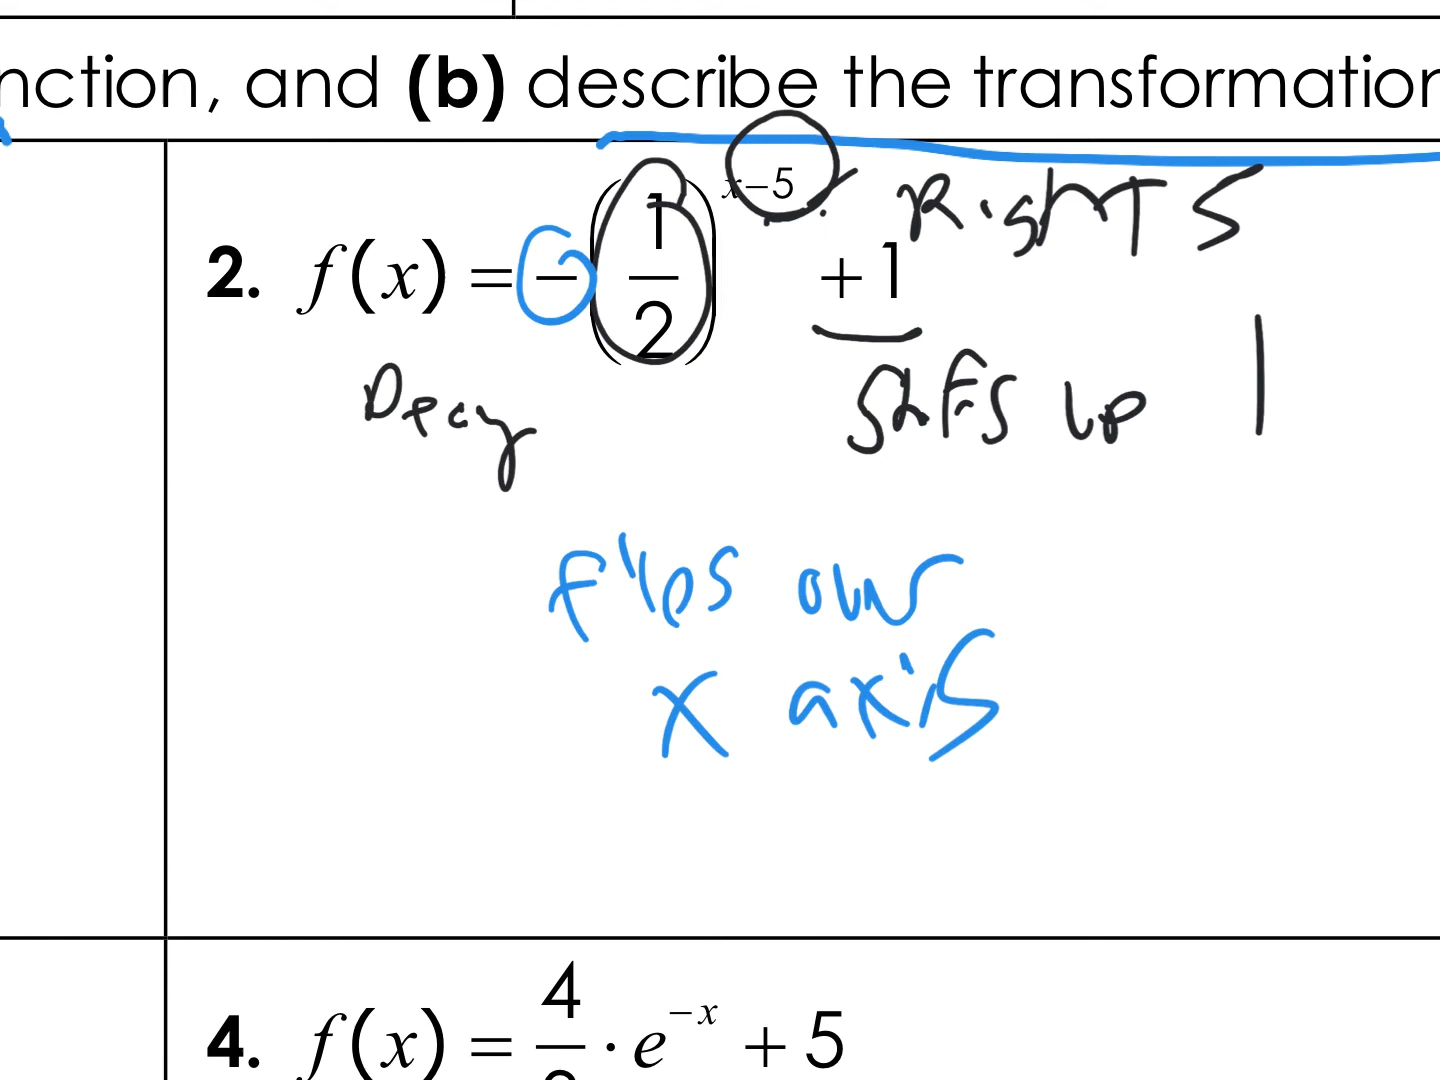 nction, and (b) describe the transformation
2. f(x) = −(1/2)^(x−5) + 1
Right 5
Decay
Shifts up 1
flips over
x axis
4. f(x) = 4/ · e^(−x) + 5